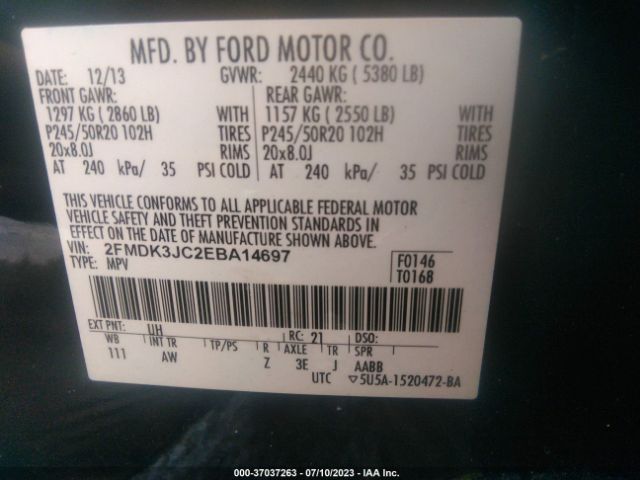 MFD. BY FORD MOTOR CO.
DATE: 12/13 GVWR: 2440 KG ( 5380 LB)
FRONT GAWR: REAR GAWR:
1297 KG ( 2860 LB) WITH 1157 KG ( 2550 LB) WITH
P245/50R20 102H TIRES P245/50R20 102H TIRES
20x8.0J RIMS 20x8.0J RIMS
AT 240 kPa/ 35 PSI COLD AT 240 kPa/ 35 PSI COLD
THIS VEHICLE CONFORMS TO ALL APPLICABLE FEDERAL MOTOR
VEHICLE SAFETY AND THEFT PREVENTION STANDARDS IN
EFFECT ON THE DATE OF MANUFACTURE SHOWN ABOVE.
VIN: 2FMDK3JC2EBA14697 F0146
TYPE: MPV T0168
EXT PNT: UH RC: 21 DSO:
WB INT TR TP/PS R AXLE TR SPR
111 AW Z 3E J AABB
UTC ▽5U5A-1520472-BA
000-37037263 - 07/10/2023 - IAA Inc.